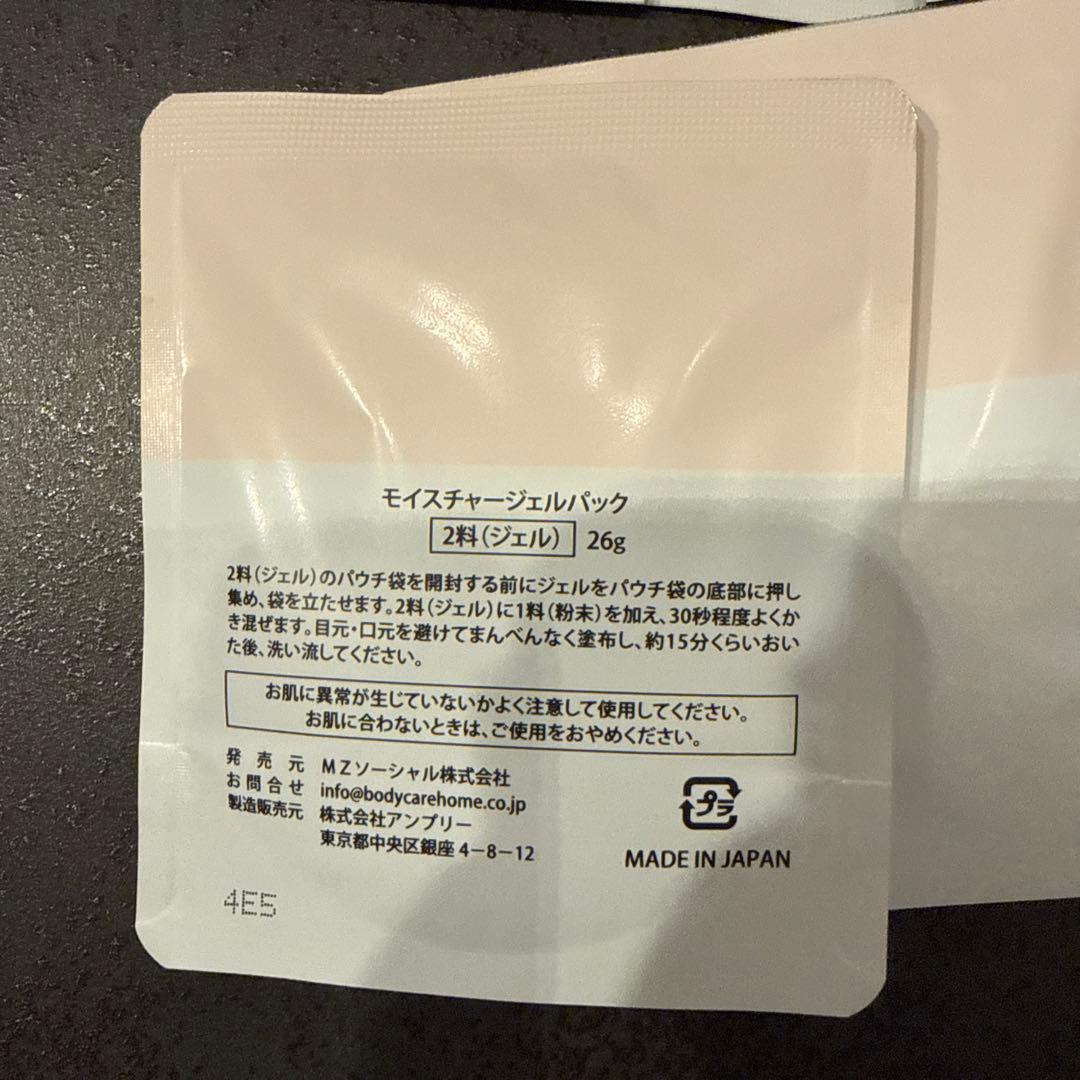 モイスチャージェルパック
2料（ジェル） 26g
2料（ジェル）のパウチ袋を開封する前にジェルをパウチ袋の底部に押し
集め、袋を立たせます。2料（ジェル）に1料（粉末）を加え、30秒程度よくか
き混ぜます。目元・口元を避けてまんべんなく塗布し、約15分くらいおい
た後、洗い流してください。
お肌に異常が生じていないかよく注意して使用してください。
お肌に合わないときは、ご使用をおやめください。
発売元 MZソーシャル株式会社
お問合せ info@bodycarehome.co.jp
製造販売元 株式会社アンプリー
東京都中央区銀座4－8－12
プラ
MADE IN JAPAN
4E5